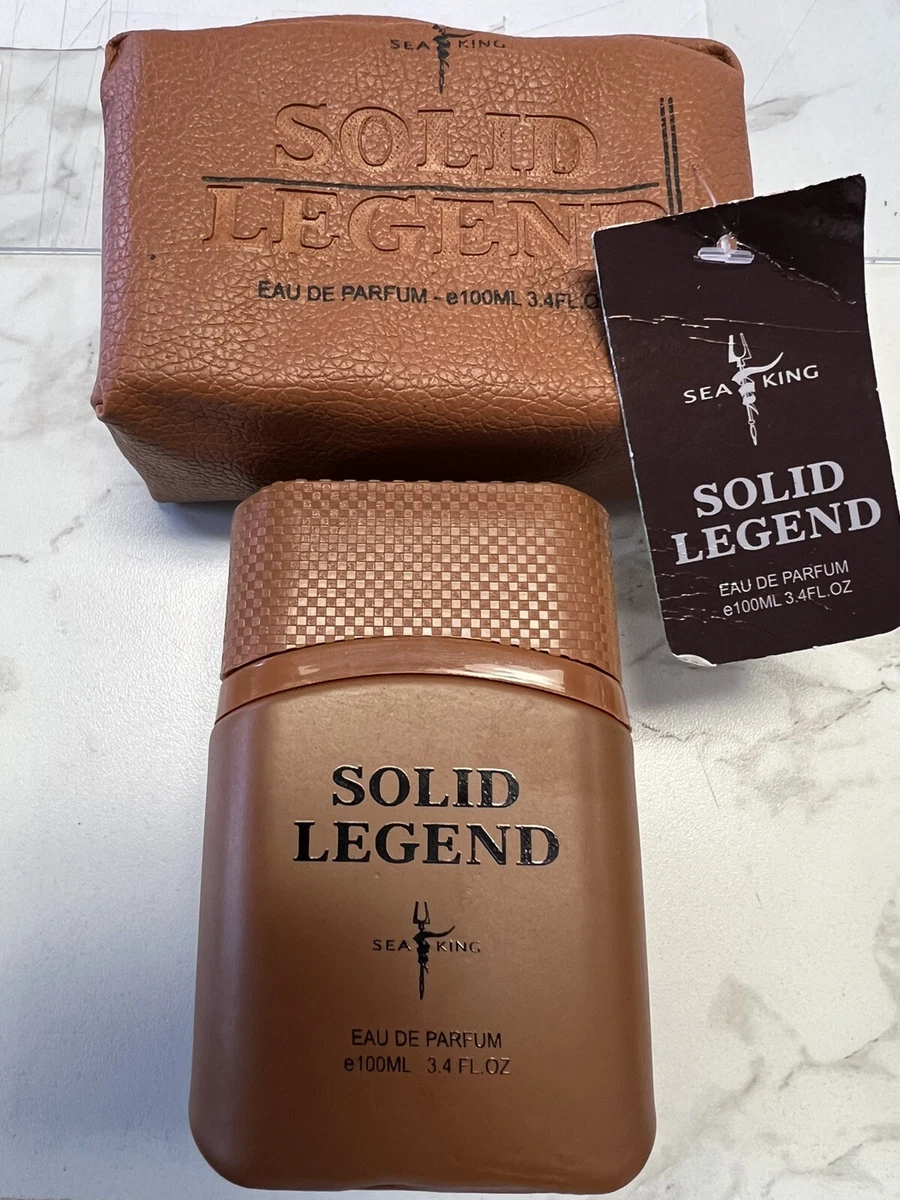 SEA KING
SOLID
LEGEND
EAU DE PARFUM - e100ML 3.4FL.O
SEA KING
SOLID
LEGEND
EAU DE PARFUM
e100ML 3.4FL.OZ
SOLID
LEGEND
SEA KING
EAU DE PARFUM
e100ML 3.4 FL.OZ